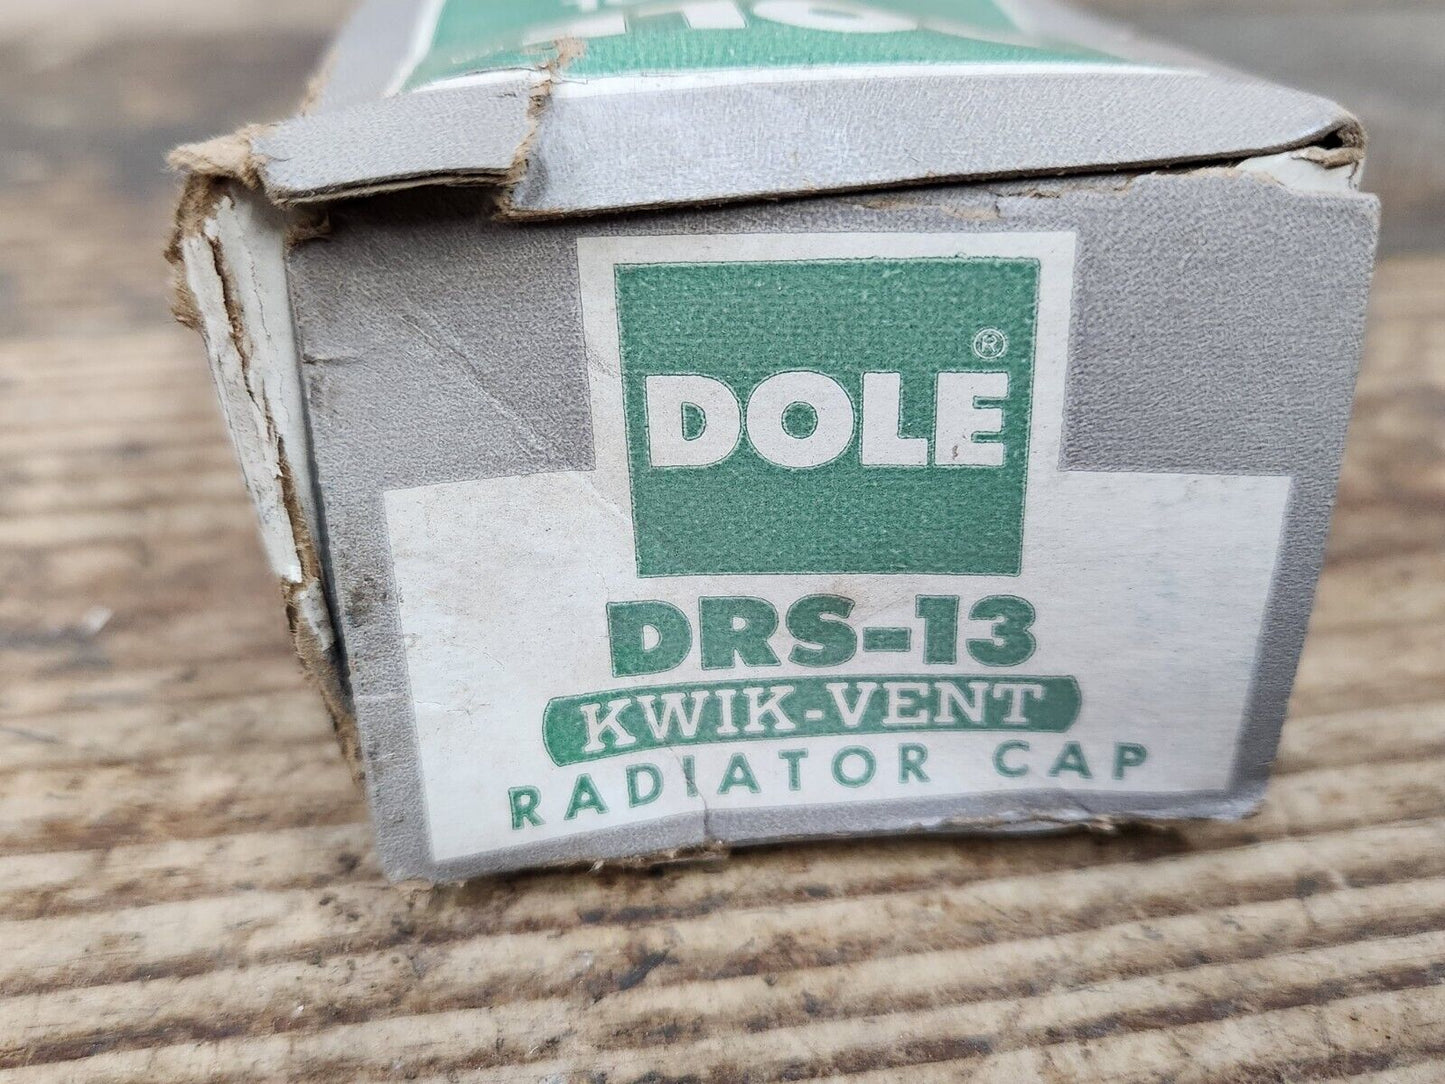 DOLE®
DRS-13
KWIK-VENT
RADIATOR CAP